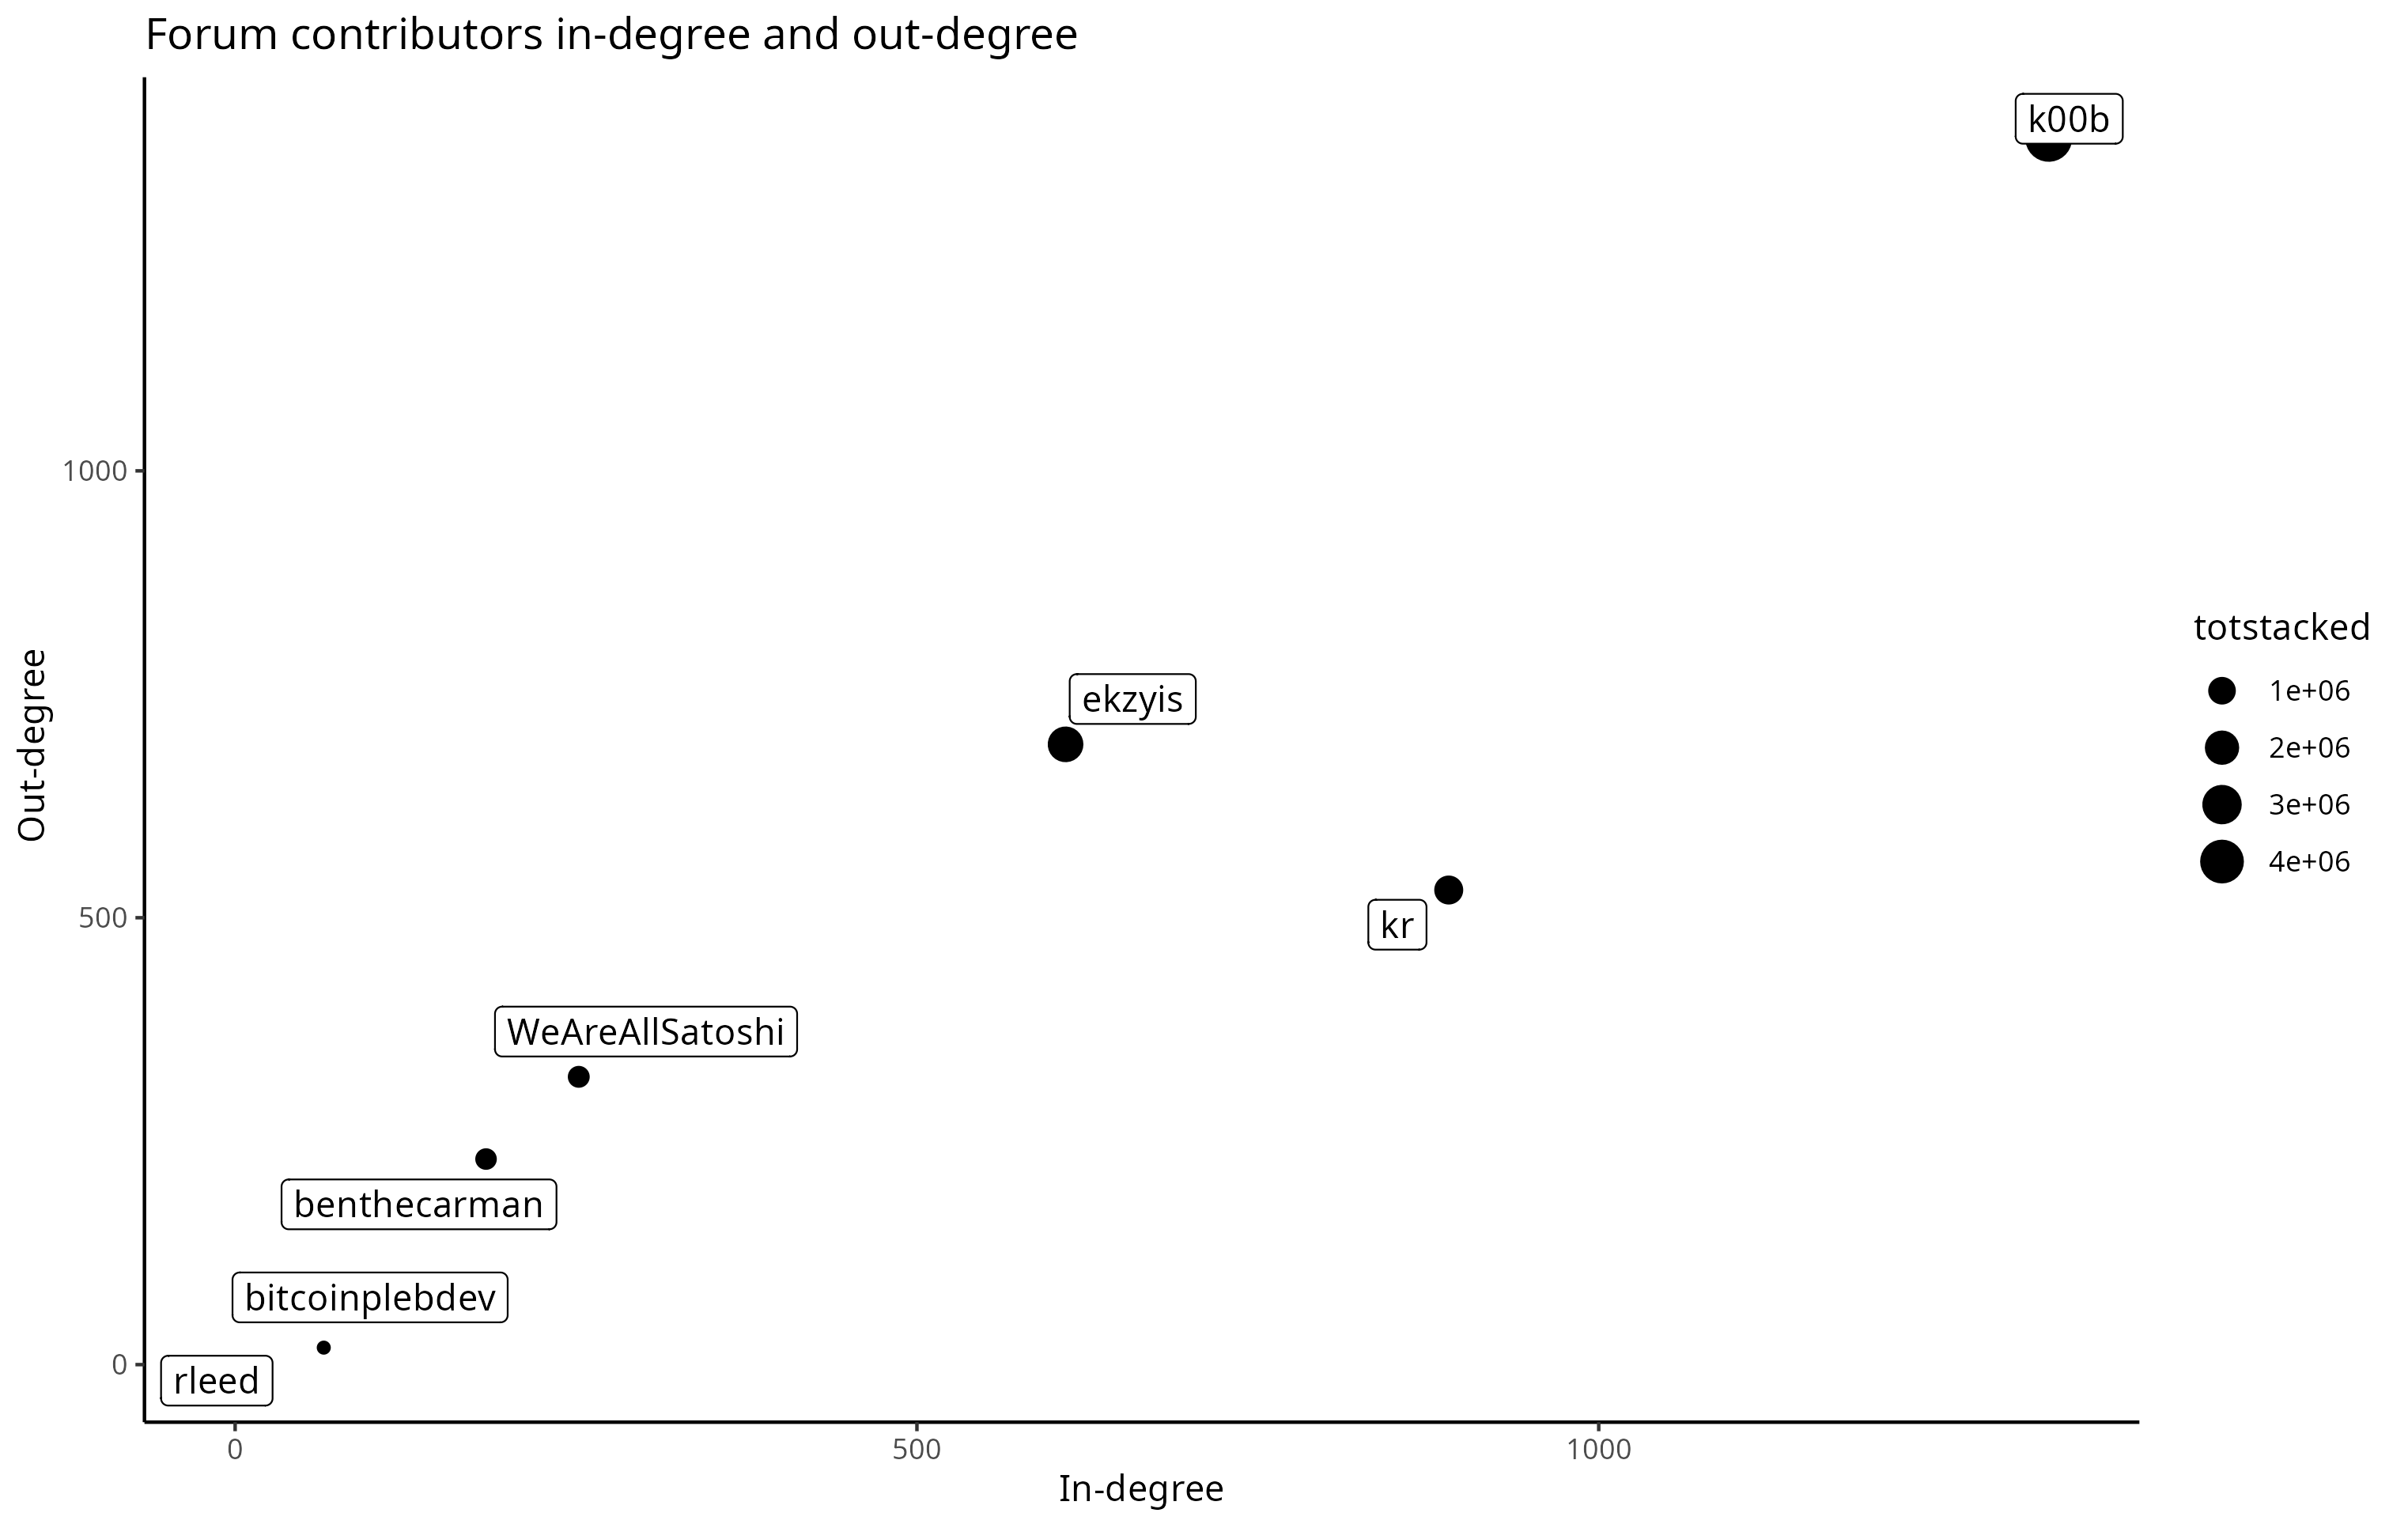 Forum contributors in-degree and out-degree
k00b
1000
ekzyis
totstacked
1e+06
2e+06
3e+06
4e+06
Out-degree
500
kr
WeAreAllSatoshi
benthecarman
bitcoinplebdev
0
rleed
0
500
1000
In-degree